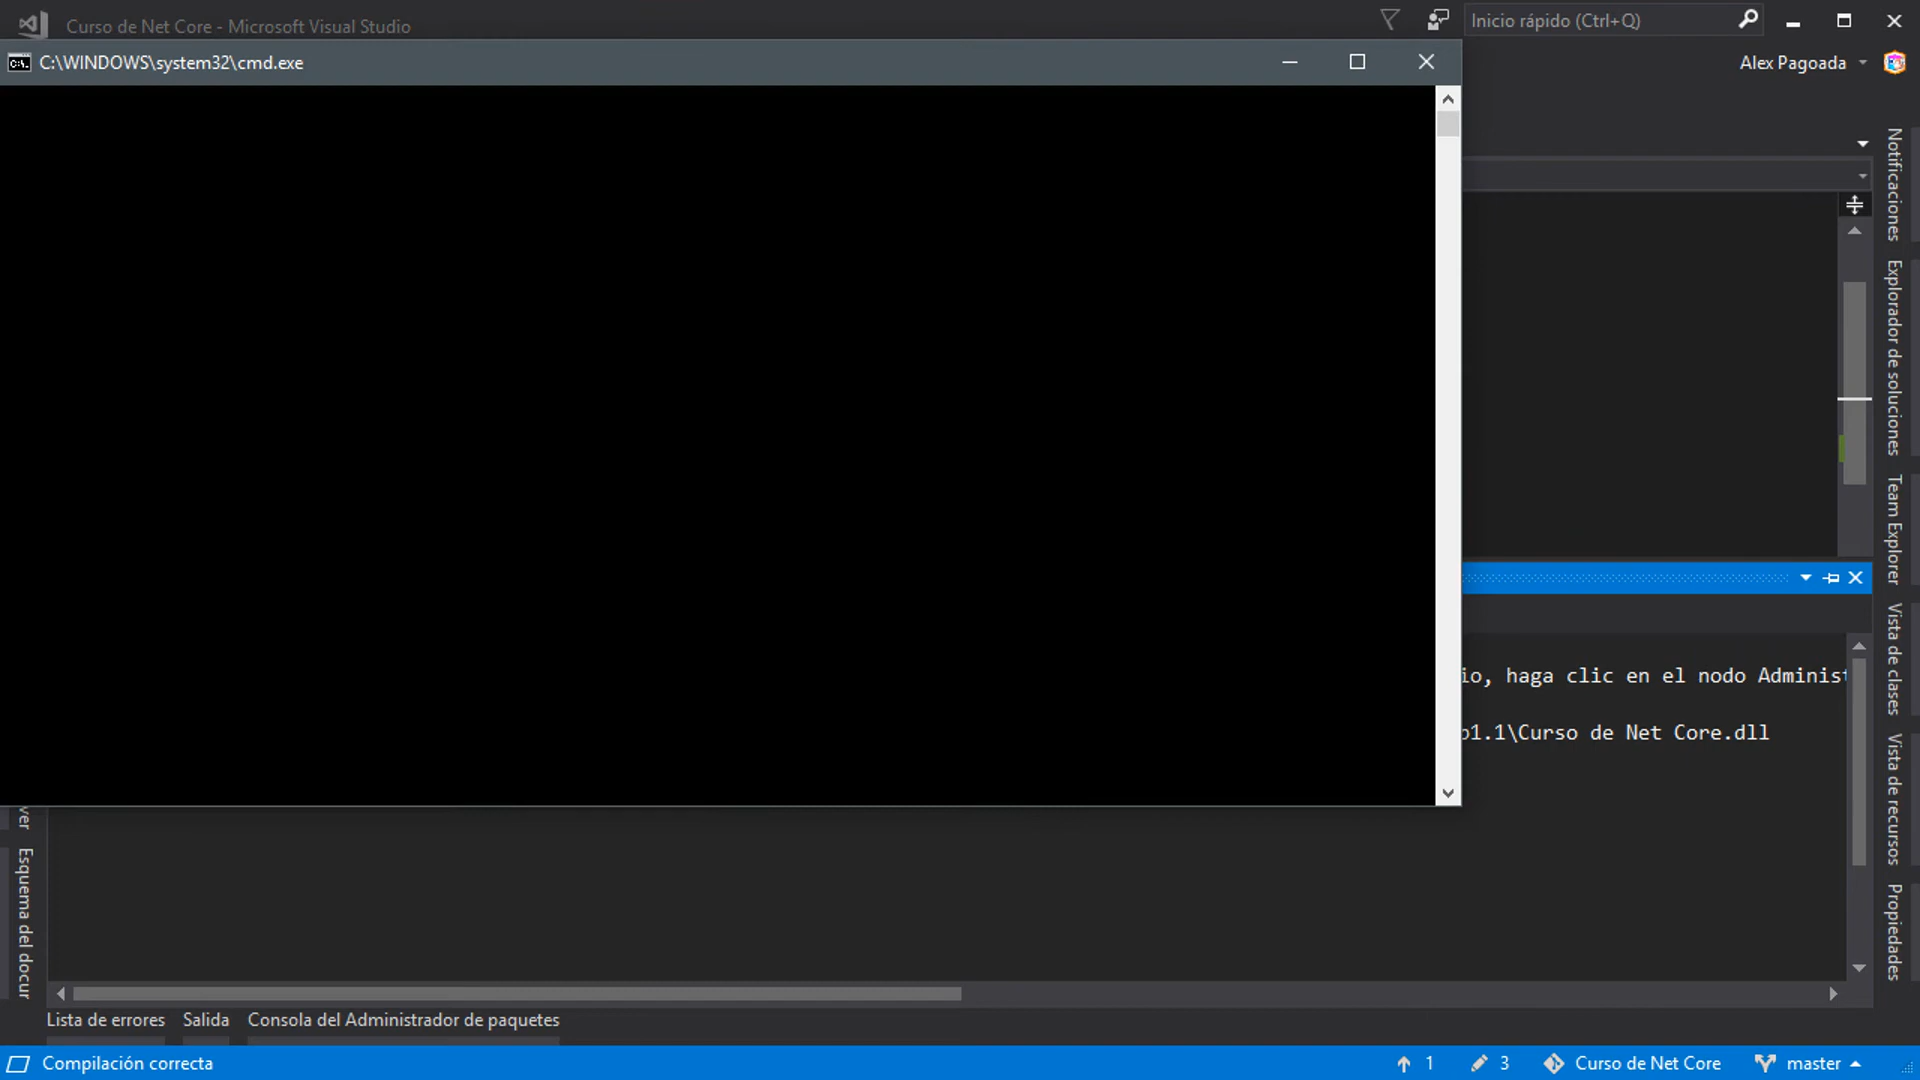 Curso de Net Core - Microsoft Visual Studio
Inicio rápido (Ctrl+Q)
C:\WINDOWS\system32\cmd.exe
Alex Pagoada
Notificaciones
Explorador de soluciones
Team Explorer
Vista de clases
Vista de recursos
Propiedades
io, haga clic en el nodo Adminis
p1.1\Curso de Net Core.dll
ver
Esquema del docur
Lista de errores Salida Consola del Administrador de paquetes
Compilación correcta
1 3 Curso de Net Core master